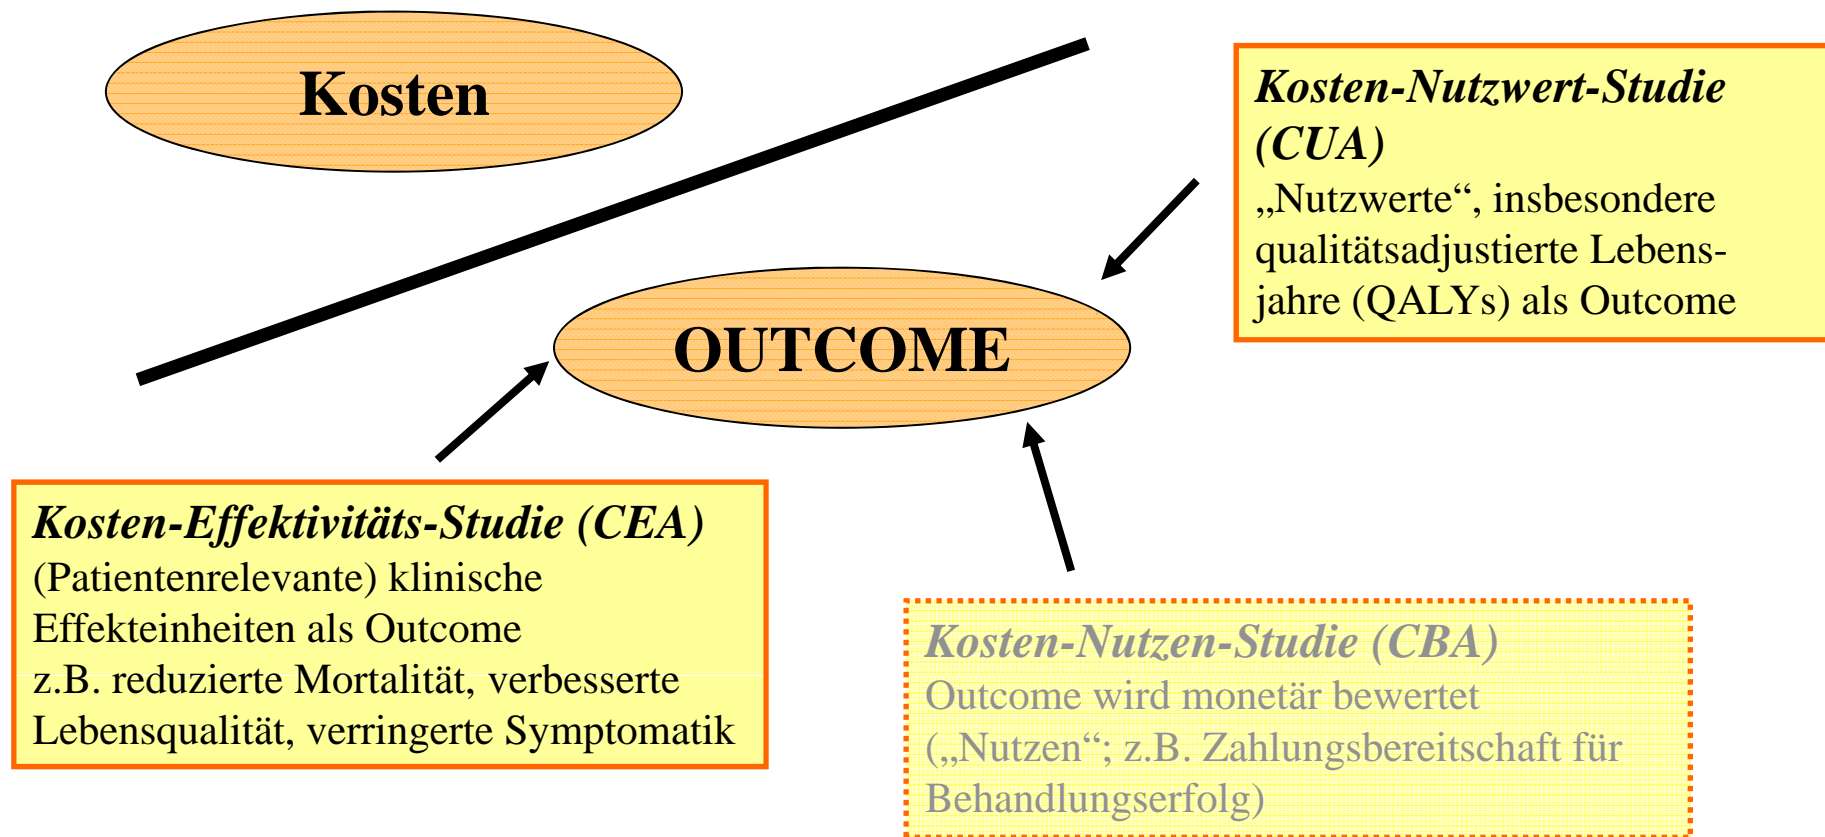 Kosten
Kosten-Nutzwert-Studie
(CUA)
„Nutzwerte“, insbesondere
qualitätsadjustierte Lebens-
jahre (QALYs) als Outcome
OUTCOME
Kosten-Effektivitäts-Studie (CEA)
(Patientenrelevante) klinische
Effekteinheiten als Outcome
z.B. reduzierte Mortalität, verbesserte
Lebensqualität, verringerte Symptomatik
Kosten-Nutzen-Studie (CBA)
Outcome wird monetär bewertet
(„Nutzen“; z.B. Zahlungsbereitschaft für
Behandlungserfolg)